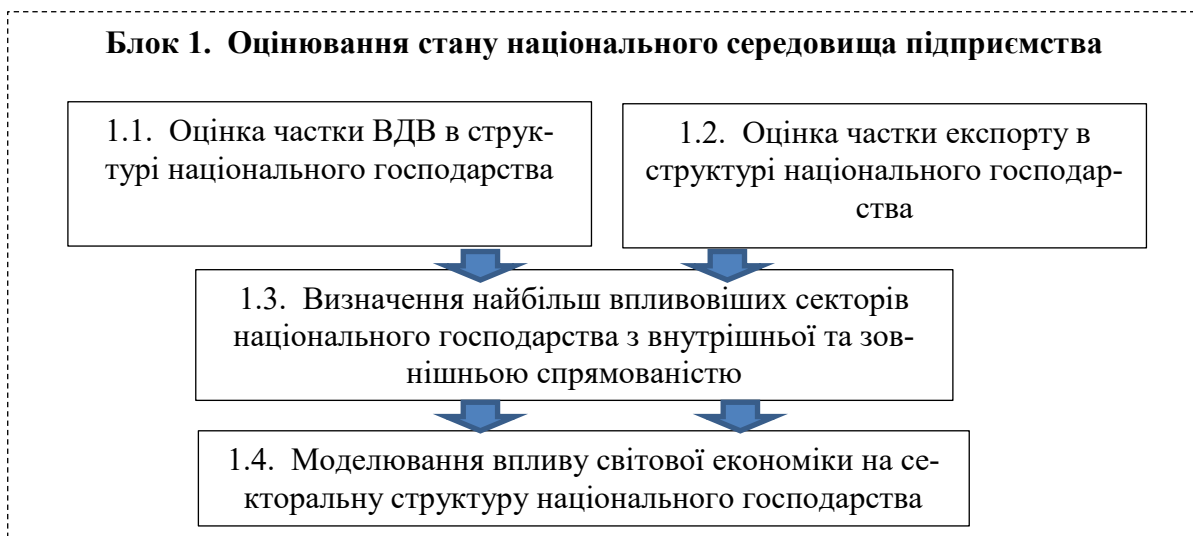 Блок 1. Оцінювання стану національного середовища підприємства
1.1. Оцінка частки ВДВ в струк-
турі національного господарства
1.2. Оцінка частки експорту в
структурі національного господар-
ства
1.3. Визначення найбільш впливовіших секторів
національного господарства з внутрішньої та зов-
нішньою спрямованістю
1.4. Моделювання впливу світової економіки на се-
кторальну структуру національного господарства